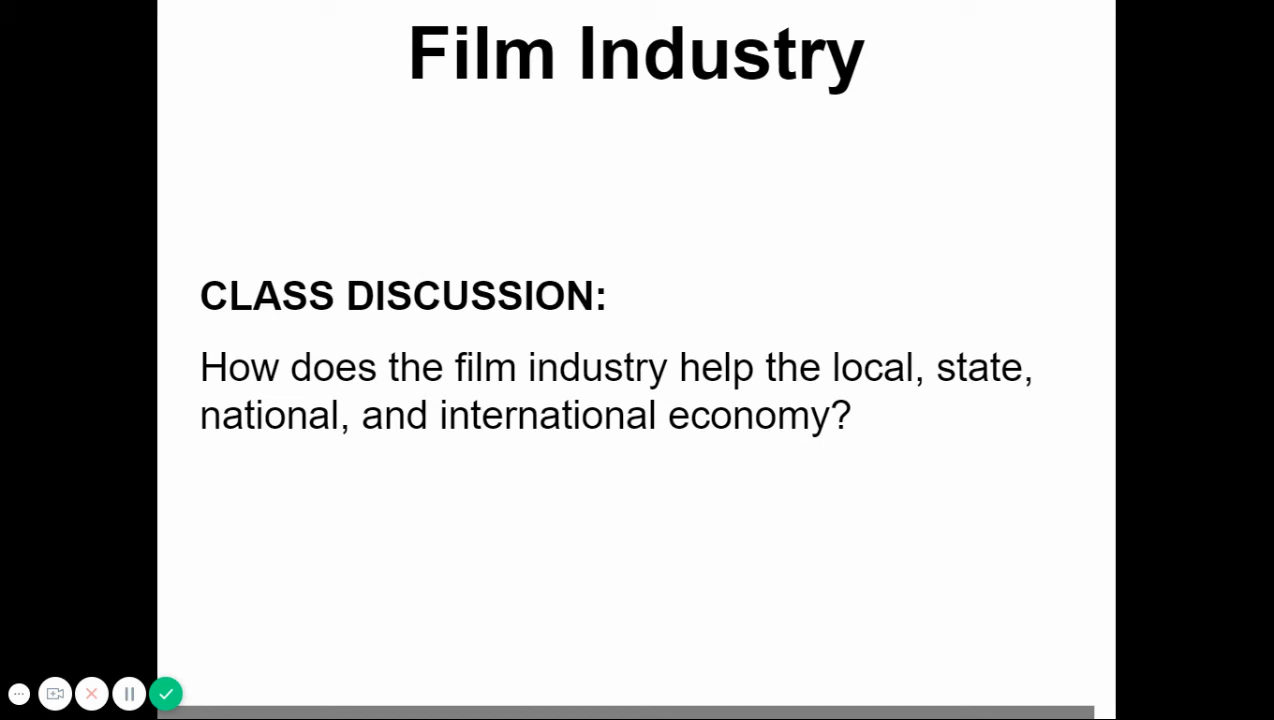 Film Industry
CLASS DISCUSSION:
How does the film industry help the local, state,
national, and international economy?